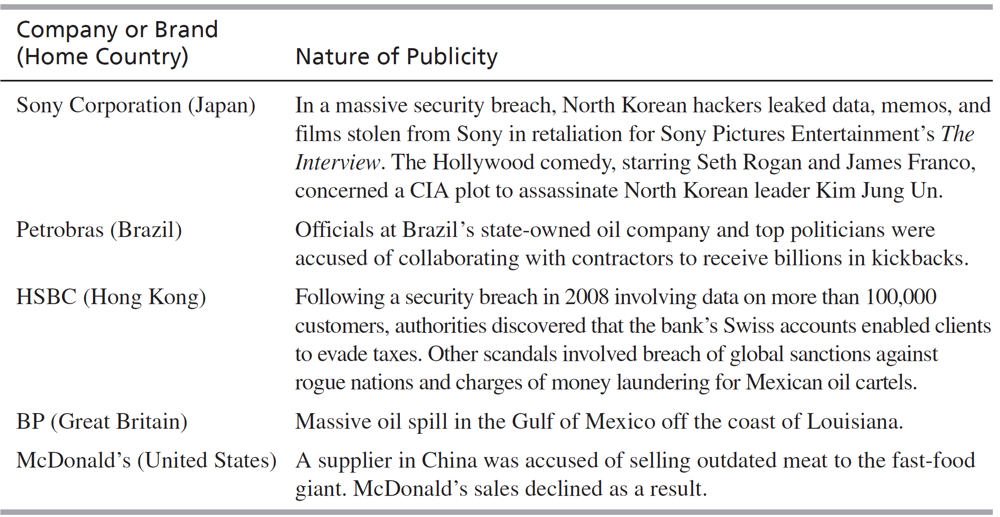 Company or Brand
(Home Country)
Nature of Publicity
Sony Corporation (Japan)
In a massive security breach, North Korean hackers leaked data, memos, and
films stolen from Sony in retaliation for Sony Pictures Entertainment’s The
Interview. The Hollywood comedy, starring Seth Rogan and James Franco,
concerned a CIA plot to assassinate North Korean leader Kim Jung Un.
Petrobras (Brazil)
Officials at Brazil’s state-owned oil company and top politicians were
accused of collaborating with contractors to receive billions in kickbacks.
HSBC (Hong Kong)
Following a security breach in 2008 involving data on more than 100,000
customers, authorities discovered that the bank’s Swiss accounts enabled clients
to evade taxes. Other scandals involved breach of global sanctions against
rogue nations and charges of money laundering for Mexican oil cartels.
BP (Great Britain)
Massive oil spill in the Gulf of Mexico off the coast of Louisiana.
McDonald’s (United States)
A supplier in China was accused of selling outdated meat to the fast-food
giant. McDonald’s sales declined as a result.